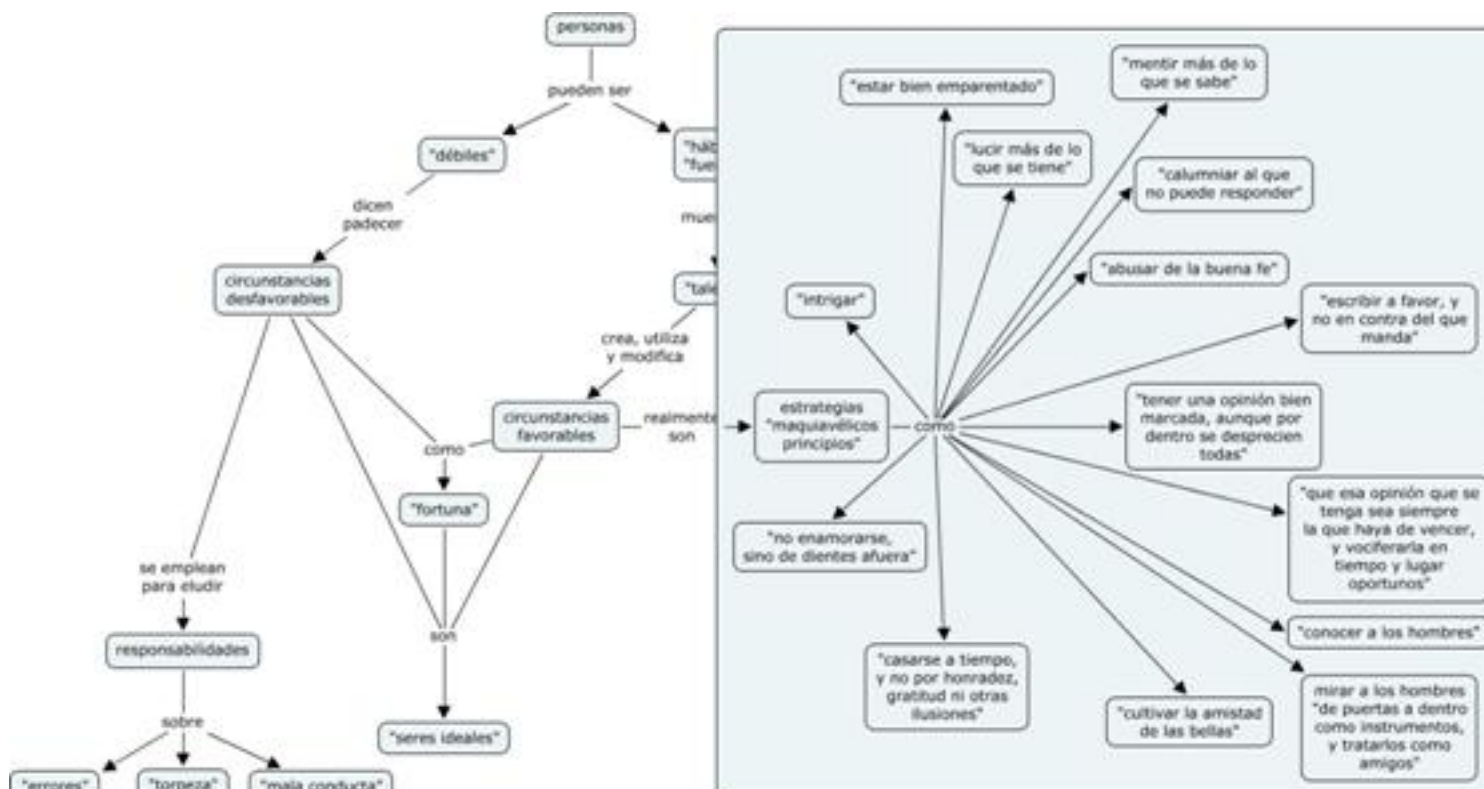 personas
pueden ser
"débiles"
"háb
"fue
dicen
padecer
mue
circunstancias
desfavorables
"tale
crea, utiliza
y modifica
circunstancias
favorables
realmente
son
como
"fortuna"
se emplean
para eludir
responsabilidades
son
sobre
"seres ideales"
"errores"
"torpeza"
"mala conducta"
"estar bien emparentado"
"mentir más de lo
que se sabe"
"lucir más de lo
que se tiene"
"calumniar al que
no puede responder"
"abusar de la buena fe"
"intrigar"
"escribir a favor, y
no en contra del que
manda"
estrategias
"maquiavélicos
principios"
como
"tener una opinión bien
marcada, aunque por
dentro se desprecien
todas"
"que esa opinión que se
tenga sea siempre
la que haya de vencer,
y vociferarla en
tiempo y lugar
oportunos"
"no enamorarse,
sino de dientes afuera"
"conocer a los hombres"
"casarse a tiempo,
y no por honradez,
gratitud ni otras
ilusiones"
"cultivar la amistad
de las bellas"
mirar a los hombres
"de puertas a dentro
como instrumentos,
y tratarlos como
amigos"